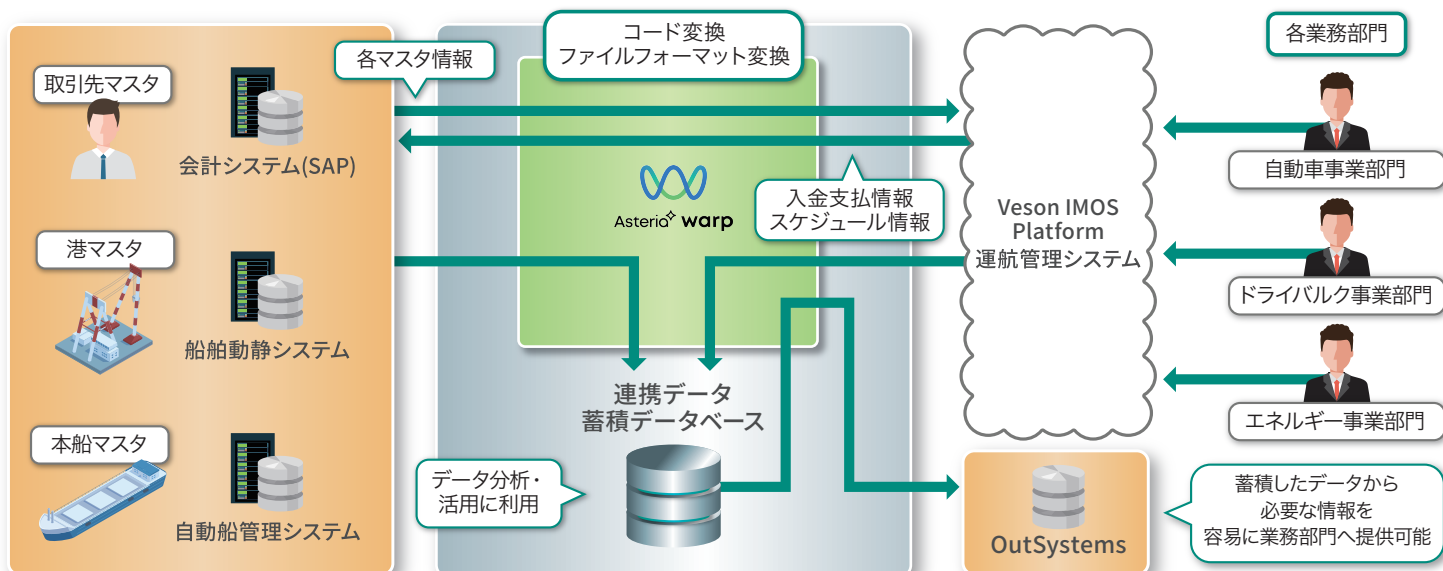 取引先マスタ
会計システム(SAP)
港マスタ
船舶動静システム
本船マスタ
自動船管理システム
各マスタ情報
コード変換
ファイルフォーマット変換
Asteria warp
入金支払情報
スケジュール情報
連携データ
蓄積データベース
データ分析・
活用に利用
Veson IMOS
Platform
運航管理システム
OutSystems
各業務部門
自動車事業部門
ドライバルク事業部門
エネルギー事業部門
蓄積したデータから
必要な情報を
容易に業務部門へ提供可能